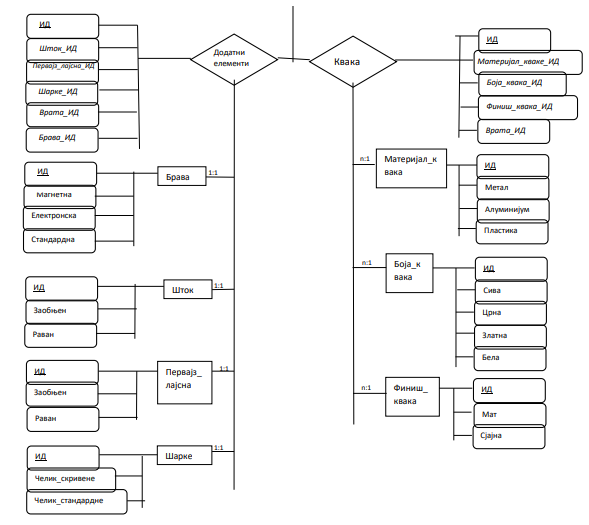 ИД
Шток_ИД
Первајз_лајсна_ИД
Шарке_ИД
Врата_ИД
Брава_ИД
Додатни
елементи
Квака
ИД
Материјал_кваке_ИД
Боја_квака_ИД
Финиш_квака_ИД
Врата_ИД
ИД
Магнетна
Електронска
Стандардна
Брава
1:1
n:1
Материјал_к
вака
ИД
Метал
Алуминијум
Пластика
ИД
Заобњен
Раван
Шток
1:1
n:1
Боја_к
вака
ИД
Сива
Црна
Златна
Бела
ИД
Заобњен
Раван
Первајз_
лајсна
1:1
n:1
Финиш_
квака
ИД
Мат
Сјајна
ИД
Челик_скривене
Челик_стандардне
Шарке
1:1